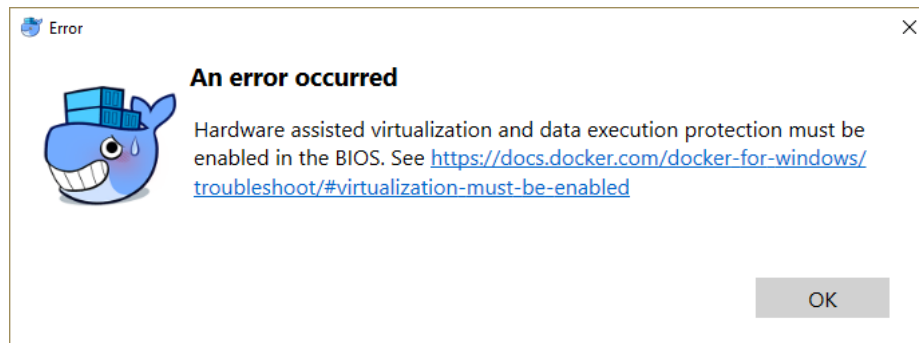 Error
An error occurred
Hardware assisted virtualization and data execution protection must be
enabled in the BIOS. See https://docs.docker.com/docker-for-windows/
troubleshoot/#virtualization-must-be-enabled
OK